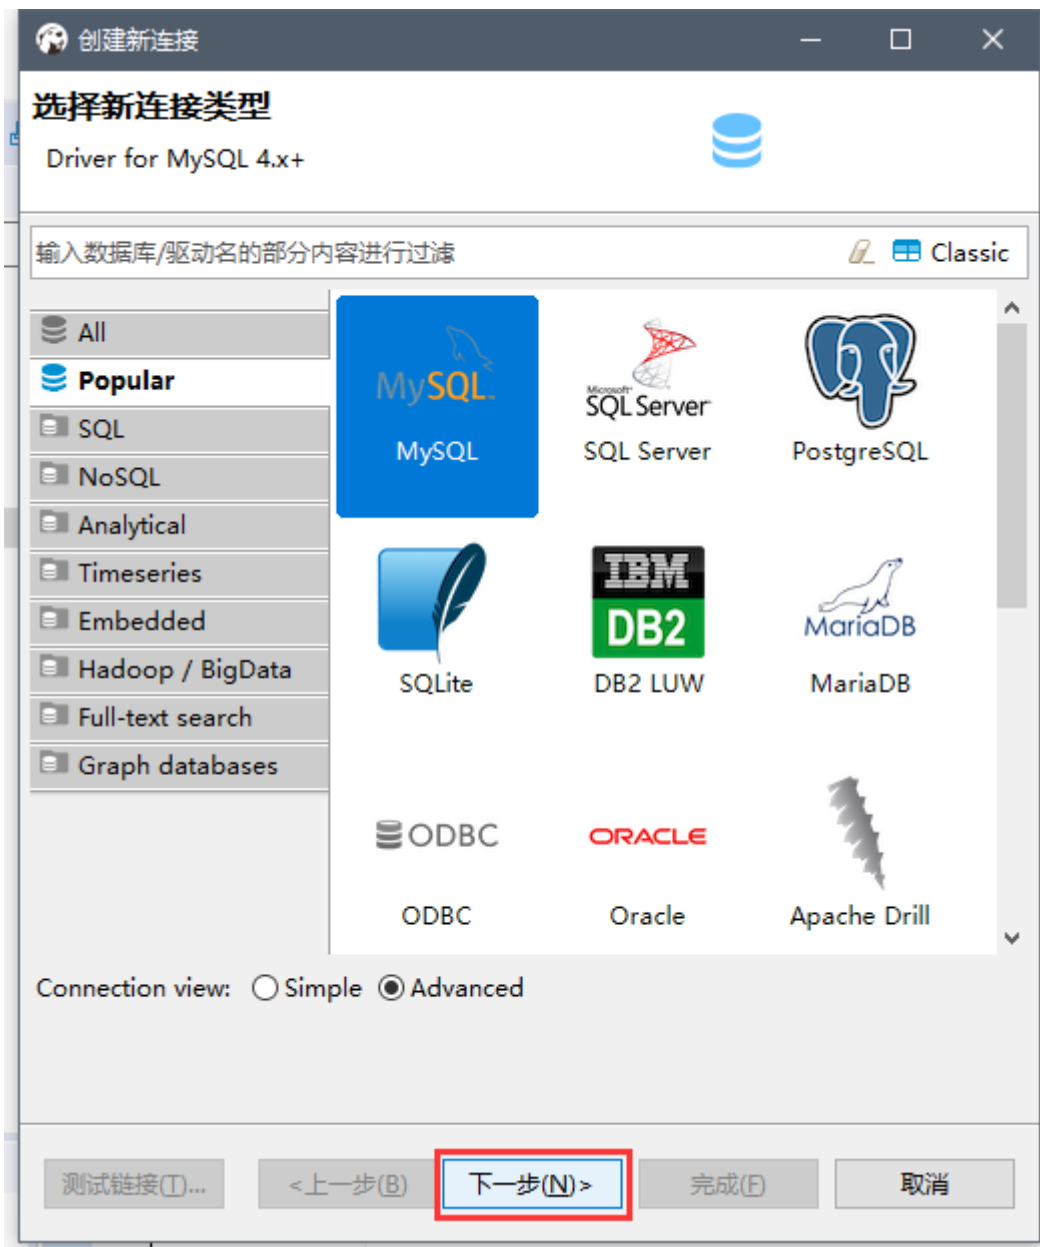 创建新连接
选择新连接类型
Driver for MySQL 4.x+
输入数据库/驱动名的部分内容进行过滤
Classic
All
Popular
SQL
NoSQL
Analytical
Timeseries
Embedded
Hadoop / BigData
Full-text search
Graph databases
MySQL
MySQL
Microsoft
SQL Server
SQL Server
PostgreSQL
SQLite
IBM
DB2
DB2 LUW
MariaDB
MariaDB
ODBC
ODBC
ORACLE
Oracle
Apache Drill
Connection view: Simple Advanced
测试链接(T)... <上一步(B) 下一步(N)> 完成(F) 取消